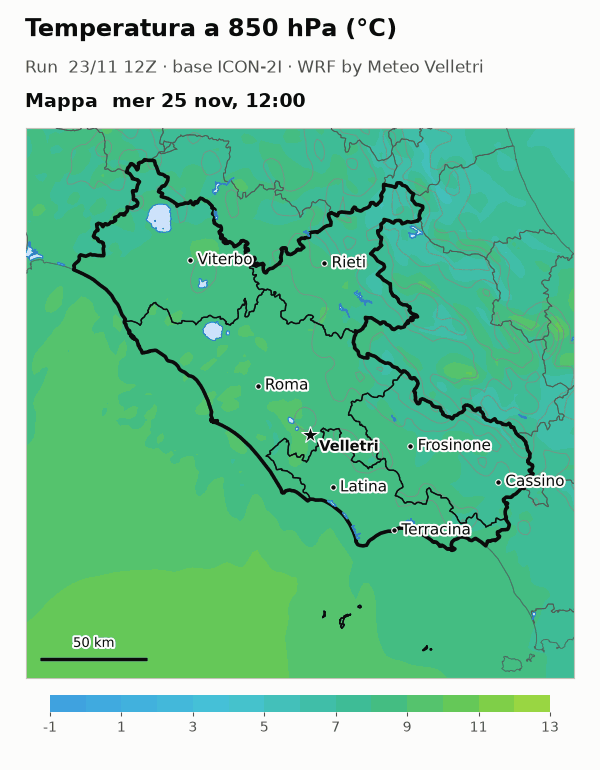 Temperatura a 850 hPa (°C)
Run  23/11 12Z · base ICON-2I · WRF by Meteo Velletri
Mappa  mer 25 nov, 12:00
Viterbo
Rieti
Roma
Velletri
Frosinone
Latina
Cassino
Terracina
50 km
-1 1 3 5 7 9 11 13